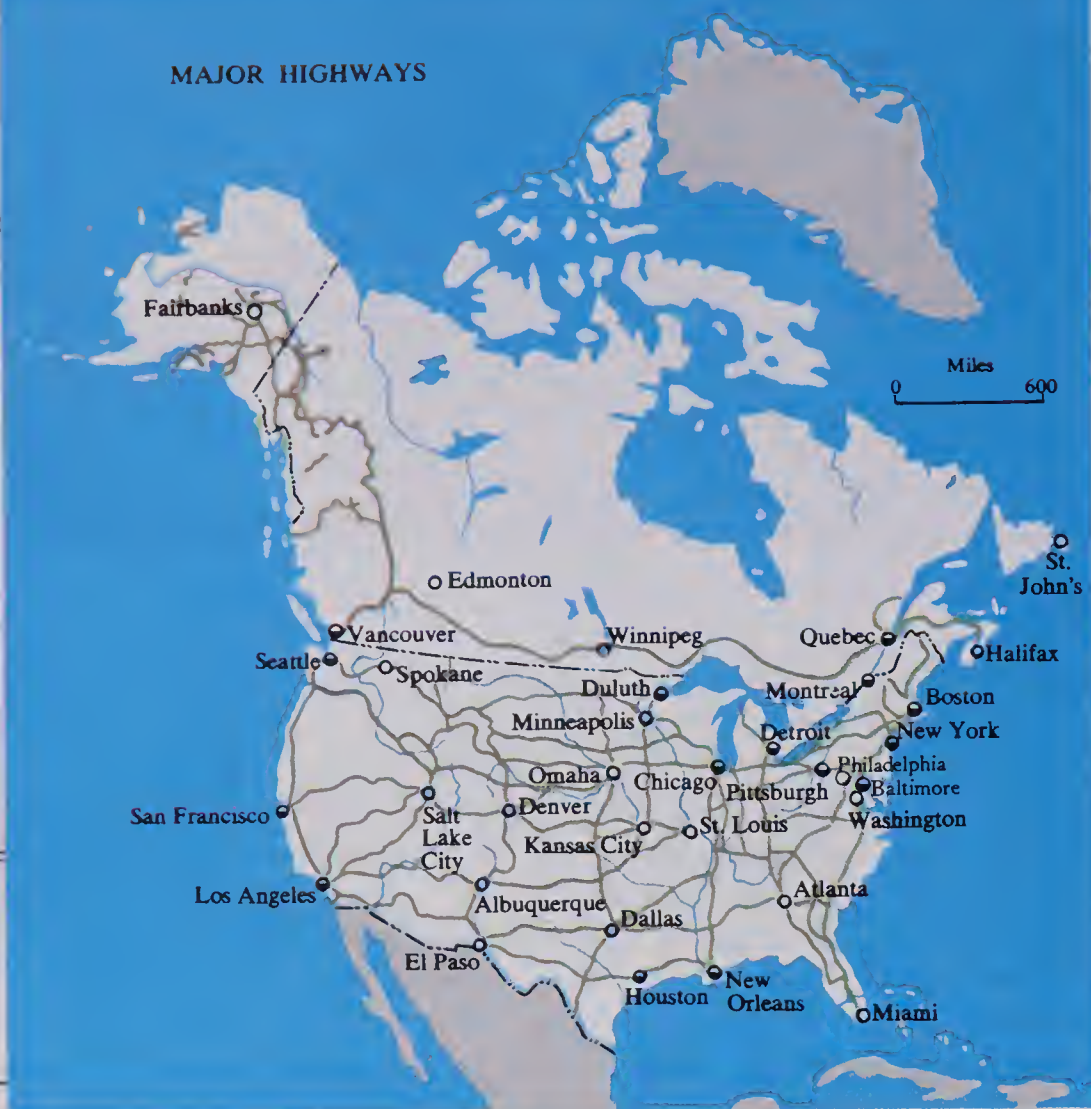 MAJOR HIGHWAYS
Fairbanks
Miles
0 600
St.
John's
Edmonton
Vancouver
Winnipeg
Quebec
Halifax
Seattle
Spokane
Duluth
Montreal
Boston
Minneapolis
Detroit
New York
Omaha
Chicago
Philadelphia
Pittsburgh
Baltimore
San Francisco
Salt
Lake
City
Denver
Kansas City
St. Louis
Washington
Los Angeles
Albuquerque
Atlanta
Dallas
El Paso
Houston
New
Orleans
Miami